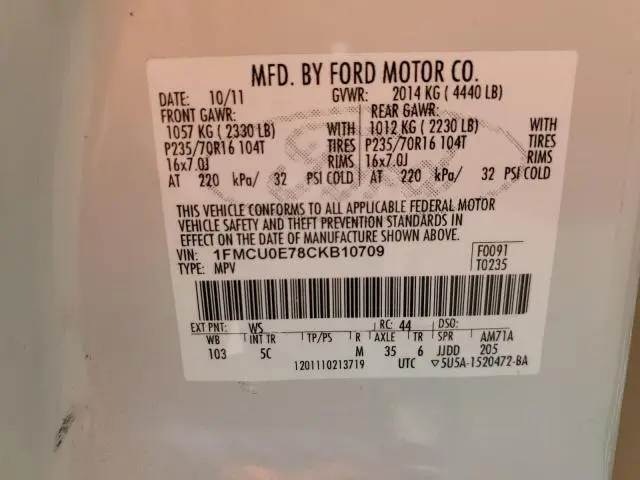 MFD. BY FORD MOTOR CO.
DATE: 10/11 GVWR: 2014 KG ( 4440 LB)
FRONT GAWR: REAR GAWR:
1057 KG ( 2330 LB) WITH 1012 KG ( 2230 LB) WITH
P235/70R16 104T TIRES P235/70R16 104T TIRES
16x7.0J RIMS 16x7.0J RIMS
AT 220 kPa/ 32 PSI COLD AT 220 kPa/ 32 PSI COLD
THIS VEHICLE CONFORMS TO ALL APPLICABLE FEDERAL MOTOR
VEHICLE SAFETY AND THEFT PREVENTION STANDARDS IN
EFFECT ON THE DATE OF MANUFACTURE SHOWN ABOVE.
VIN: 1FMCU0E78CKB10709 F0091
TYPE: MPV T0235
EXT PNT: WS RC: 44 DSO:
WB INT TR TP/PS R AXLE TR SPR AM71A
103 5C M 35 6 JJDD 205
1201110213719 UTC ▽5U5A-1520472-BA